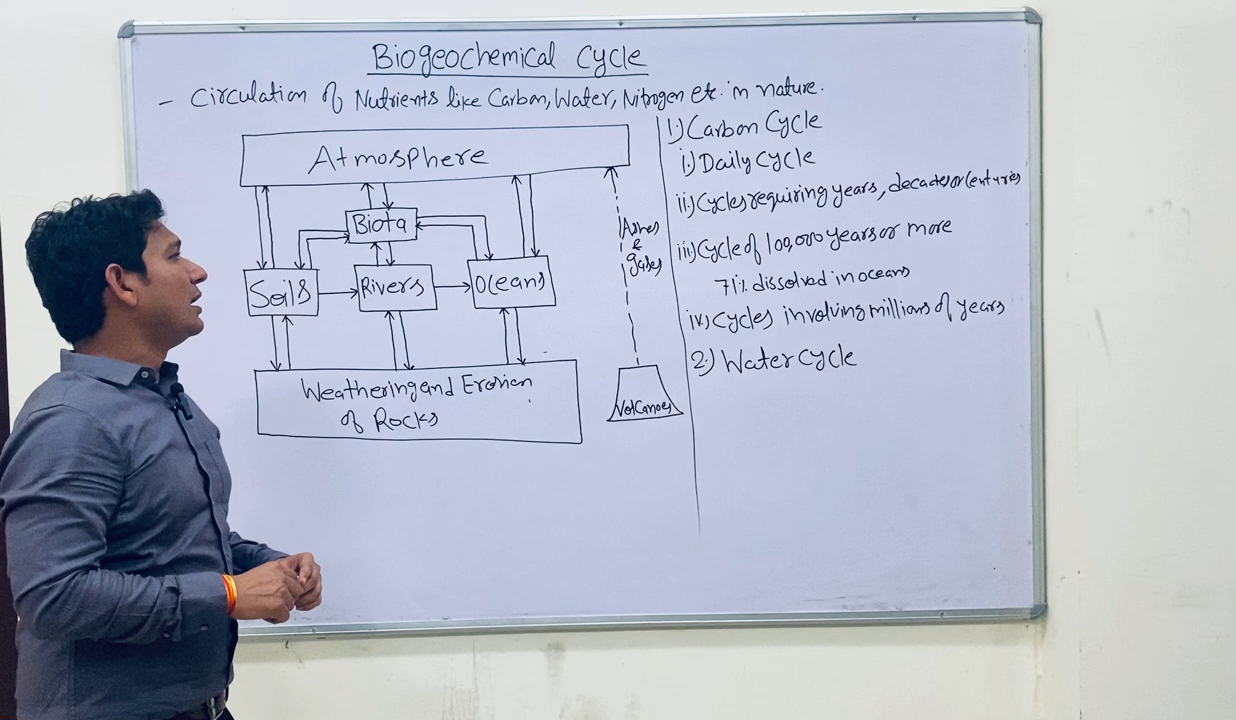 Biogeochemical Cycle
- Circulation of Nutrients like Carbon, Water, Nitrogen etc. in nature.
Atmosphere
Biota
Soils
Rivers
Oceans
Weathering and Erosion
of Rocks
Ashes
&
gases
Volcanoes
1.) Carbon Cycle
i.) Daily Cycle
ii.) Cycles requiring years, decades or Centuries
iii.) Cycle of 100,000 years or more
71% dissolved in oceans
iv.) Cycles involving millions of years
2.) Water Cycle